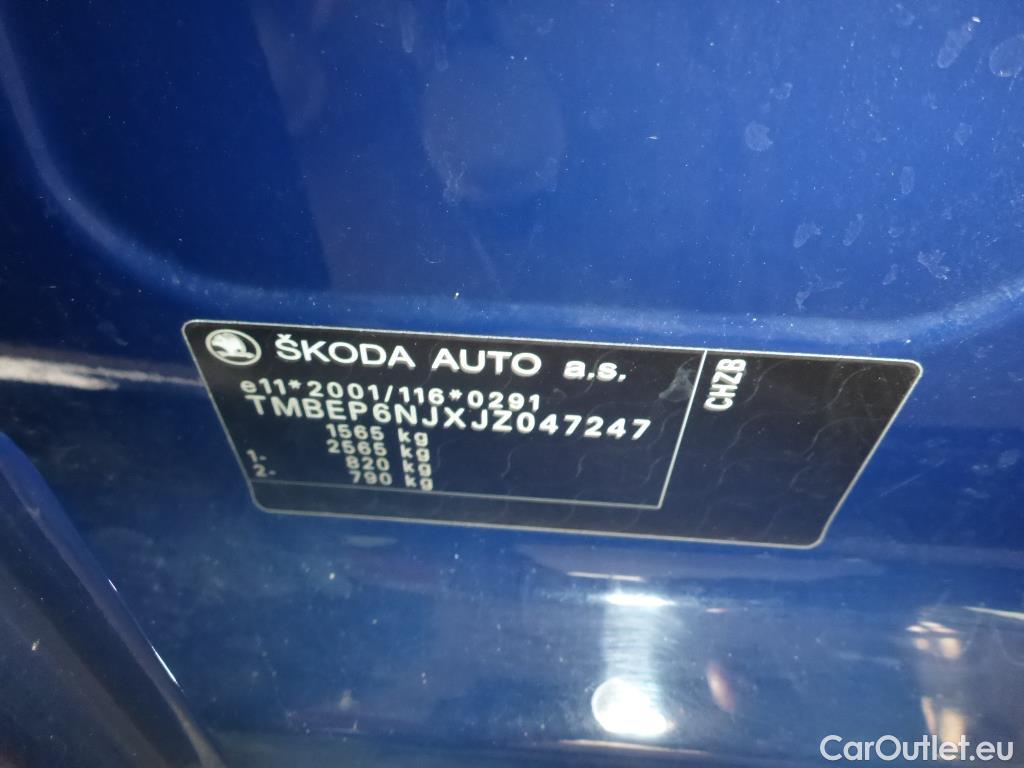 ŠKODA AUTO a.s.
e11*2001/116*0291
TMBEP6NJXJZ047247
1565 kg
2565 kg
1- 820 kg
2- 790 kg
CHZB
CarOutlet.eu